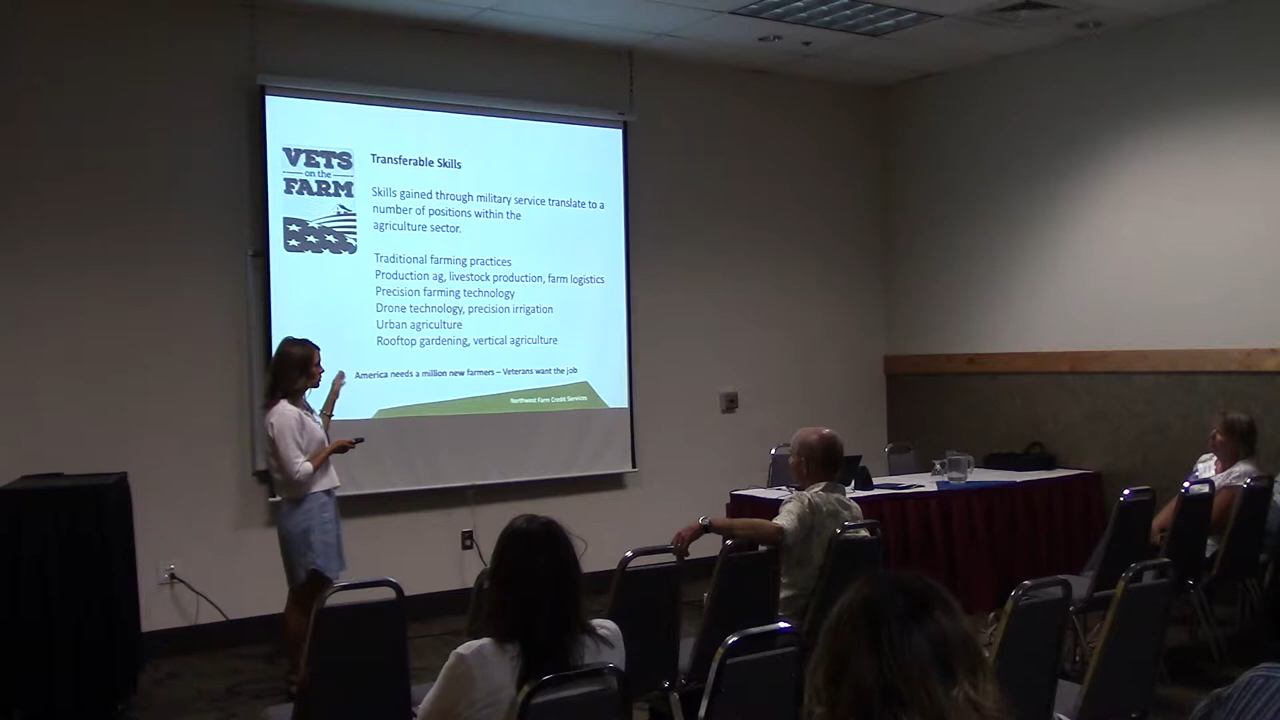 VETS
on the
FARM
Transferable Skills
Skills gained through military service translate to a
number of positions within the
agriculture sector.
Traditional farming practices
Production ag, livestock production, farm logistics
Precision farming technology
Drone technology, precision irrigation
Urban agriculture
Rooftop gardening, vertical agriculture
America needs a million new farmers – Veterans want the job
Northwest Farm Credit Services